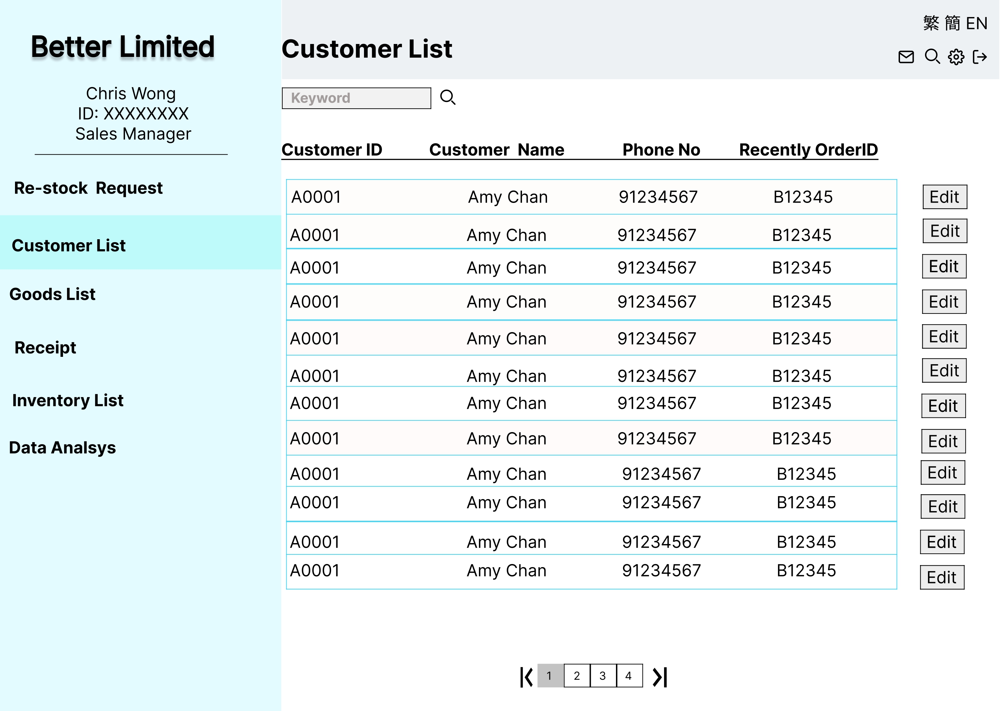 Better Limited
Chris Wong
ID: XXXXXXXX
Sales Manager
Re-stock Request
Customer List
Goods List
Receipt
Inventory List
Data Analsys
繁 簡 EN
Customer List
Keyword
Customer ID Customer Name Phone No Recently OrderID
A0001 Amy Chan 91234567 B12345 Edit
A0001 Amy Chan 91234567 B12345 Edit
A0001 Amy Chan 91234567 B12345 Edit
A0001 Amy Chan 91234567 B12345 Edit
A0001 Amy Chan 91234567 B12345 Edit
A0001 Amy Chan 91234567 B12345 Edit
A0001 Amy Chan 91234567 B12345 Edit
A0001 Amy Chan 91234567 B12345 Edit
A0001 Amy Chan 91234567 B12345 Edit
A0001 Amy Chan 91234567 B12345 Edit
A0001 Amy Chan 91234567 B12345 Edit
A0001 Amy Chan 91234567 B12345 Edit
1 2 3 4